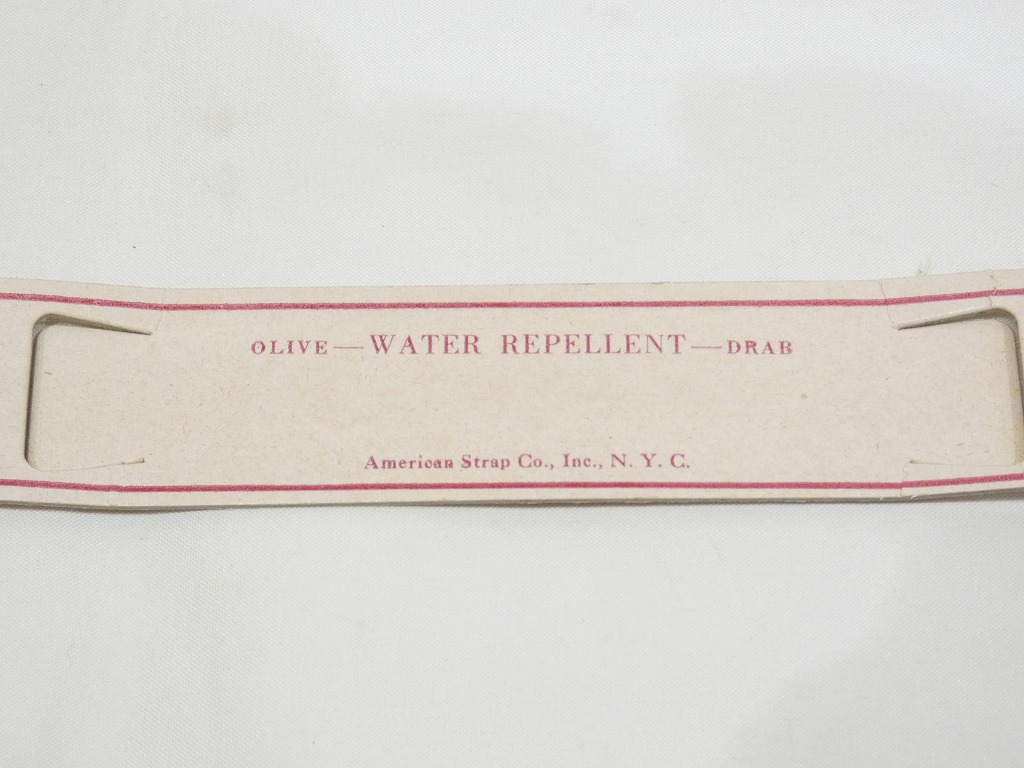 OLIVE—WATER REPELLENT—DRAB
American Strap Co., Inc., N. Y. C.